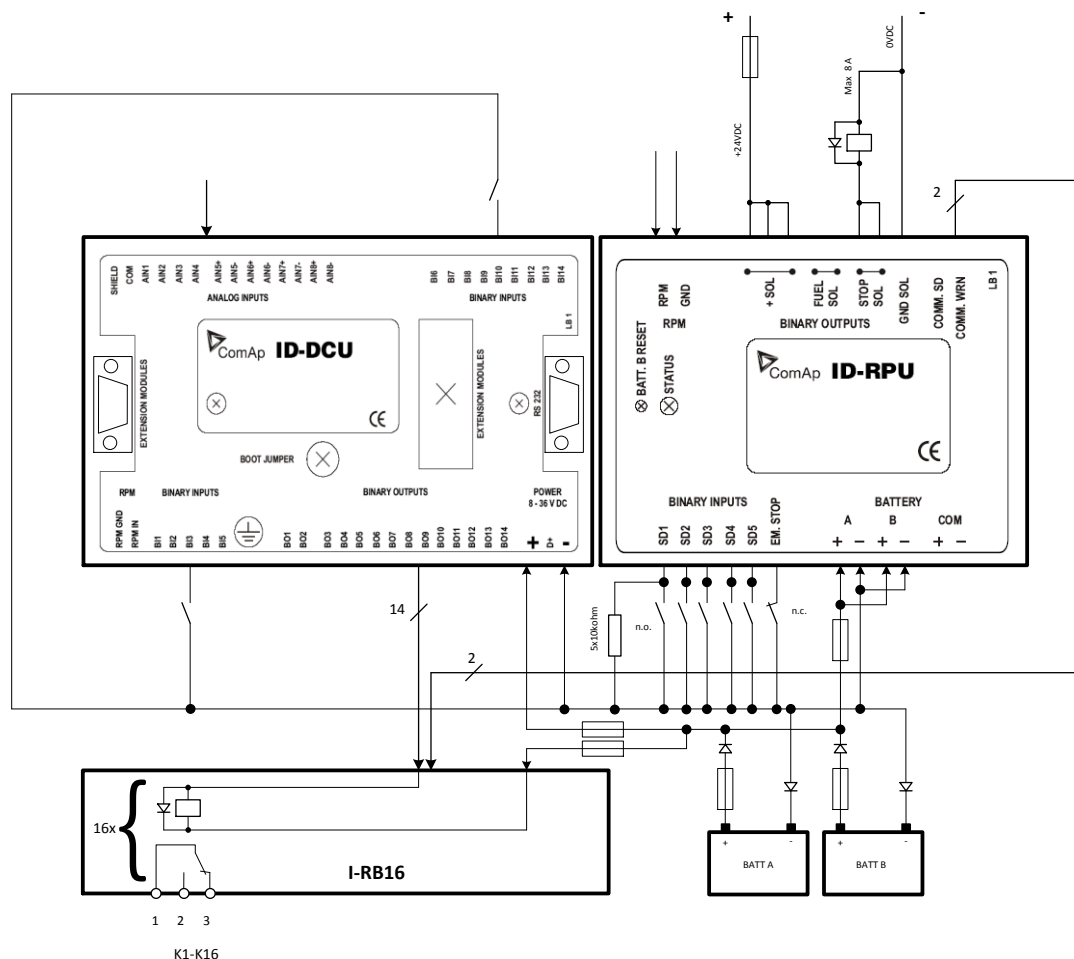 +
-
+24VDC
Max 8 A
0VDC
2
SHIELD
COM
AIN1
AIN2
AIN3
AIN4
AIN5+
AIN5-
AIN6+
AIN6-
AIN7+
AIN7-
AIN8+
AIN8-
ANALOG INPUTS
BI6
BI7
BI8
BI9
BI10
BI11
BI12
BI13
BI14
BINARY INPUTS
LB 1
ComAp ID-DCU
CE
EXTENSION MODULES
EXTENSION MODULES
RS 232
BOOT JUMPER
RPM
BINARY INPUTS
BINARY OUTPUTS
POWER
8 - 36 V DC
RPM GND
RPM IN
BI1
BI2
BI3
BI4
BI5
BO1
BO2
BO3
BO4
BO5
BO6
BO7
BO8
BO9
BO10
BO11
BO12
BO13
BO14
+
D+
-
RPM
GND
RPM
+ SOL
FUEL
SOL
STOP
SOL
GND SOL
COMM. SD
COMM. WRN
LB 1
BINARY OUTPUTS
BATT. B RESET
STATUS
ComAp ID-RPU
CE
BINARY INPUTS
SD1
SD2
SD3
SD4
SD5
EM. STOP
BATTERY
A
B
COM
+ − + − + −
14
2
5x10kohm
n.o.
n.c.
16x
I-RB16
1 2 3
K1-K16
+ -
BATT A
+ -
BATT B